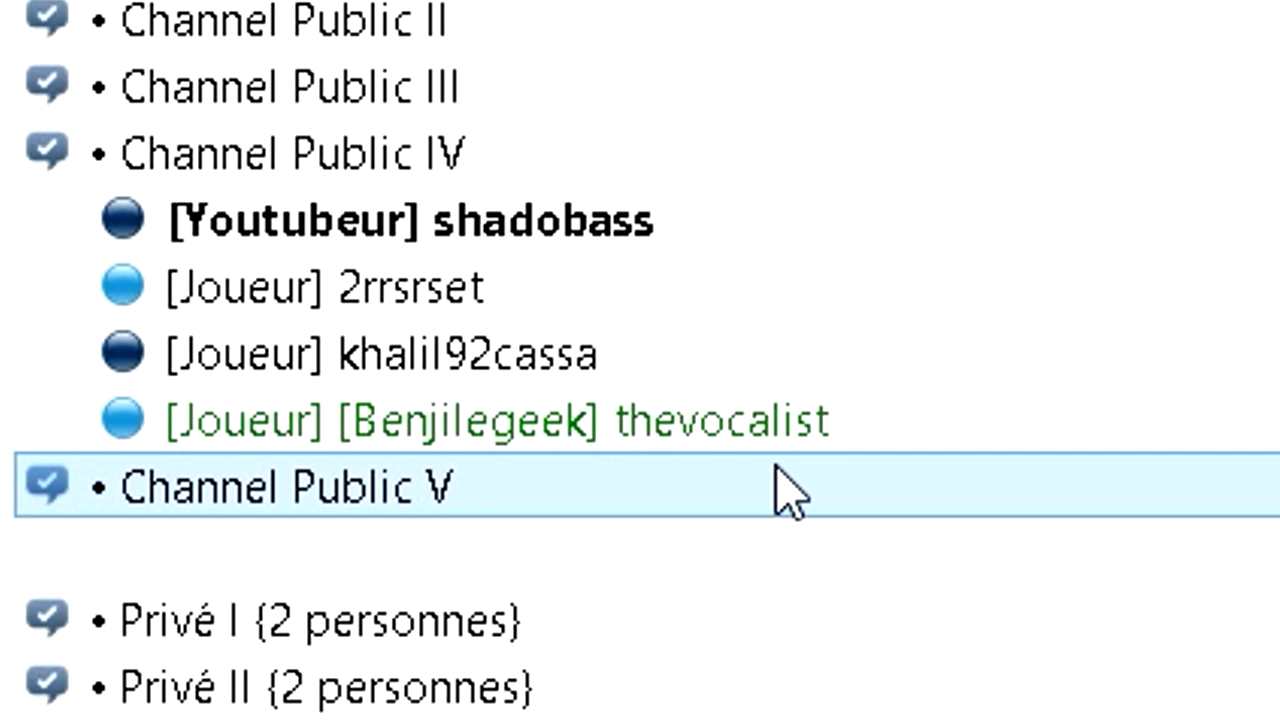 • Channel Public II
• Channel Public III
• Channel Public IV
[Youtubeur] shadobass
[Joueur] 2rrsrset
[Joueur] khalil92cassa
[Joueur] [Benjilegeek] thevocalist
• Channel Public V
• Privé I {2 personnes}
• Privé II {2 personnes}